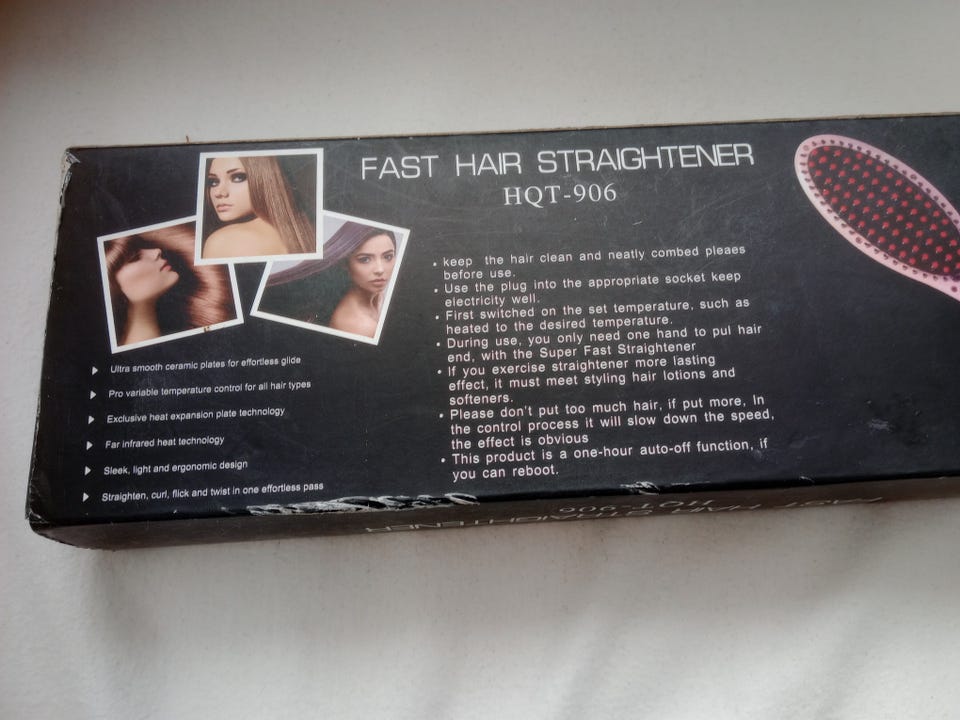 FAST HAIR STRAIGHTENER
HQT-906
Ultra smooth ceramic plates for effortless glide
Pro variable temperature control for all hair types
Exclusive heat expansion plate technology
Far infrared heat technology
Sleek, light and ergonomic design
Straighten, curl, flick and twist in one effortless pass
• keep the hair clean and neatly combed pleaes
before use.
• Use the plug into the appropriate socket keep
electricity well.
• First switched on the set temperature, such as
heated to the desired temperature.
• During use, you only need one hand to pul hair
end, with the Super Fast Straightener
• If you exercise straightener more lasting
effect, it must meet styling hair lotions and
softeners.
• Please don't put too much hair, if put more, In
the control process it will slow down the speed,
the effect is obvious
• This product is a one-hour auto-off function, if
you can reboot.
FAST HAIR STRAIGHTENER
HQT-906